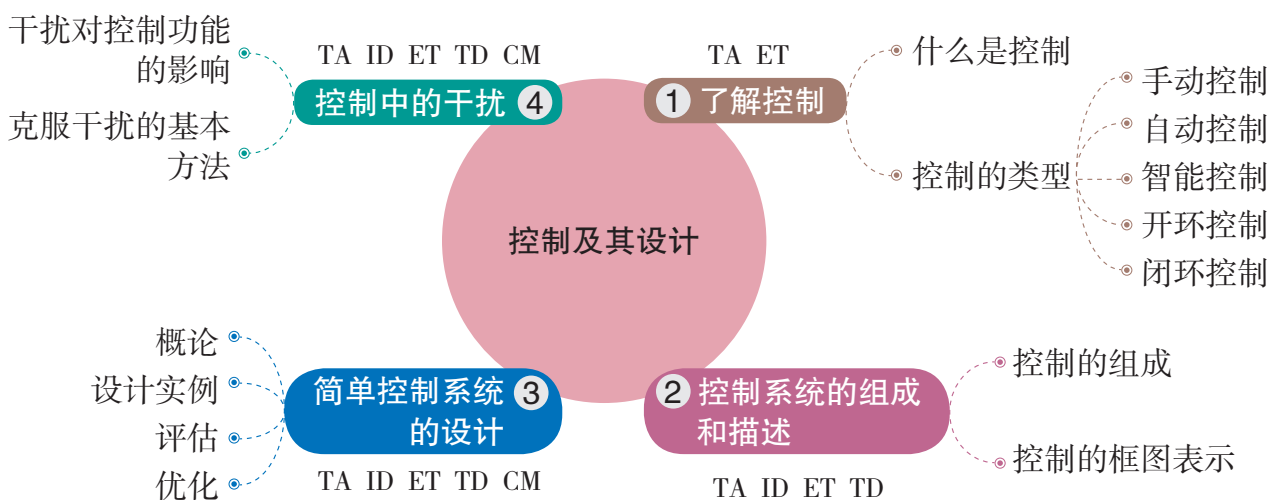 控制及其设计
TA ET
1 了解控制
什么是控制
控制的类型
手动控制
自动控制
智能控制
开环控制
闭环控制
2 控制系统的组成
和描述
TA ID ET TD
控制的组成
控制的框图表示
简单控制系统 3
的设计
TA ID ET TD CM
概论
设计实例
评估
优化
TA ID ET TD CM
控制中的干扰 4
干扰对控制功能
的影响
克服干扰的基本
方法